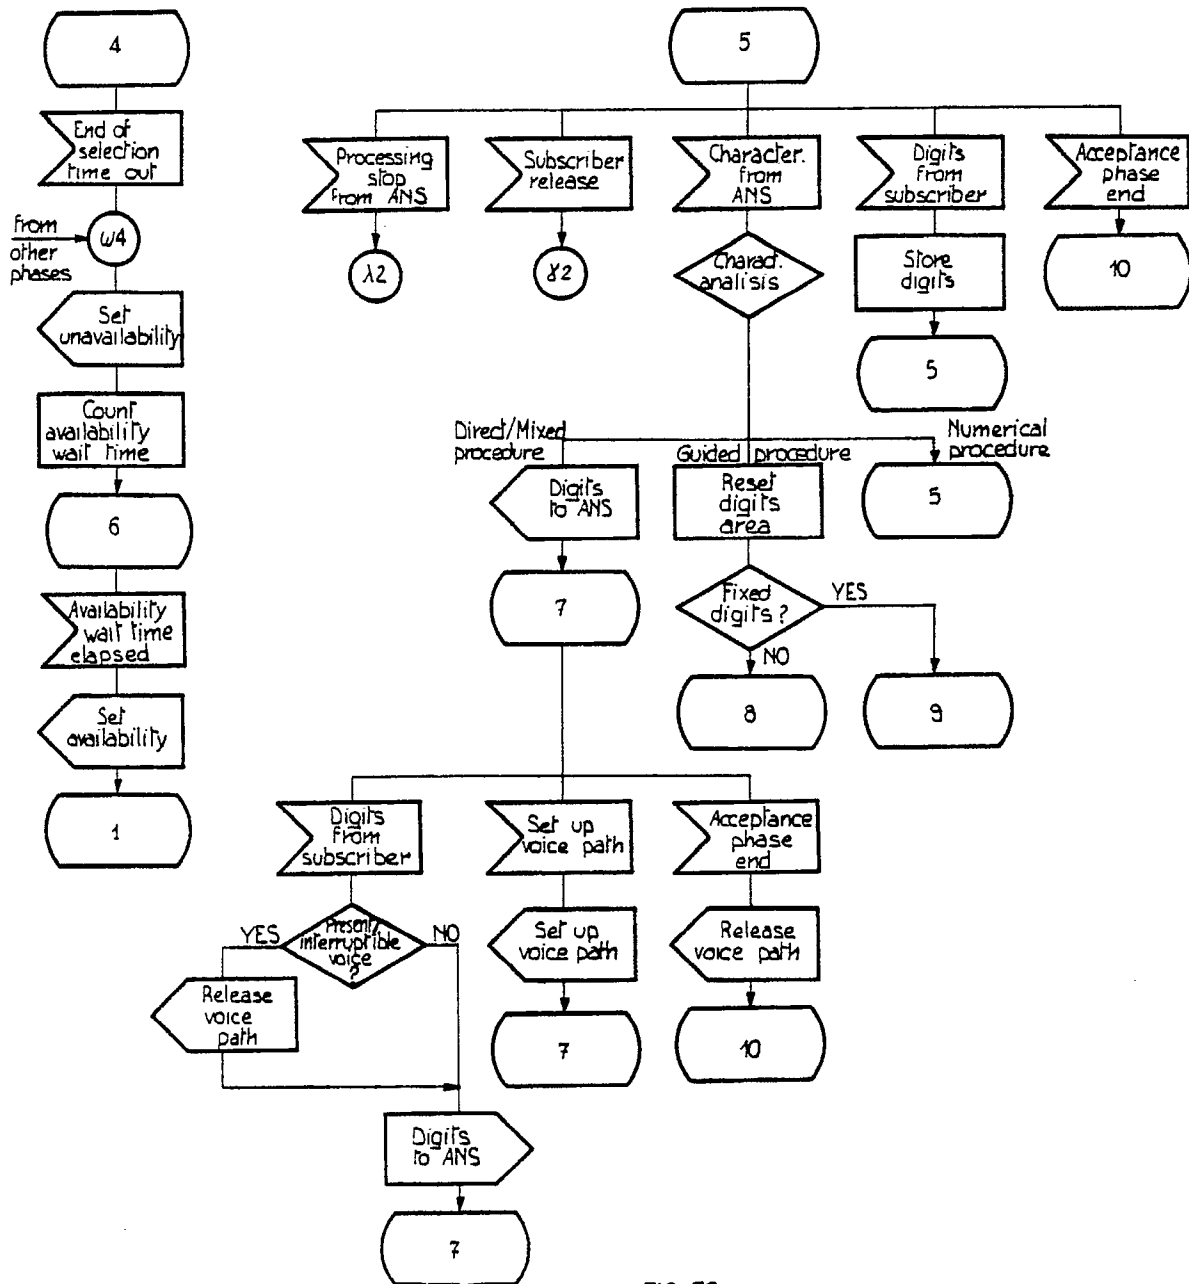 4
End of
selection
time out
from
other
phases
ω4
Set
unavailability
Count
availability
wait time
6
Availability
wait time
elapsed
Set
availability
1
5
Processing
stop
from ANS
λ2
Subscriber
release
γ2
Character.
from
ANS
Charact.
analisis
Digits
from
subscriber
Store
digits
5
Acceptance
phase
end
10
Direct/Mixed
procedure
Guided procedure
Numerical
procedure
Digits
to ANS
7
Reset
digits
area
5
Fixed
digits?
YES
NO
8
9
Digits
from
subscriber
Present/
interruptible
voice
?
YES
NO
Release
voice
path
Digits
to ANS
7
Set up
voice path
Set up
voice path
7
Acceptance
phase
end
Release
voice path
10